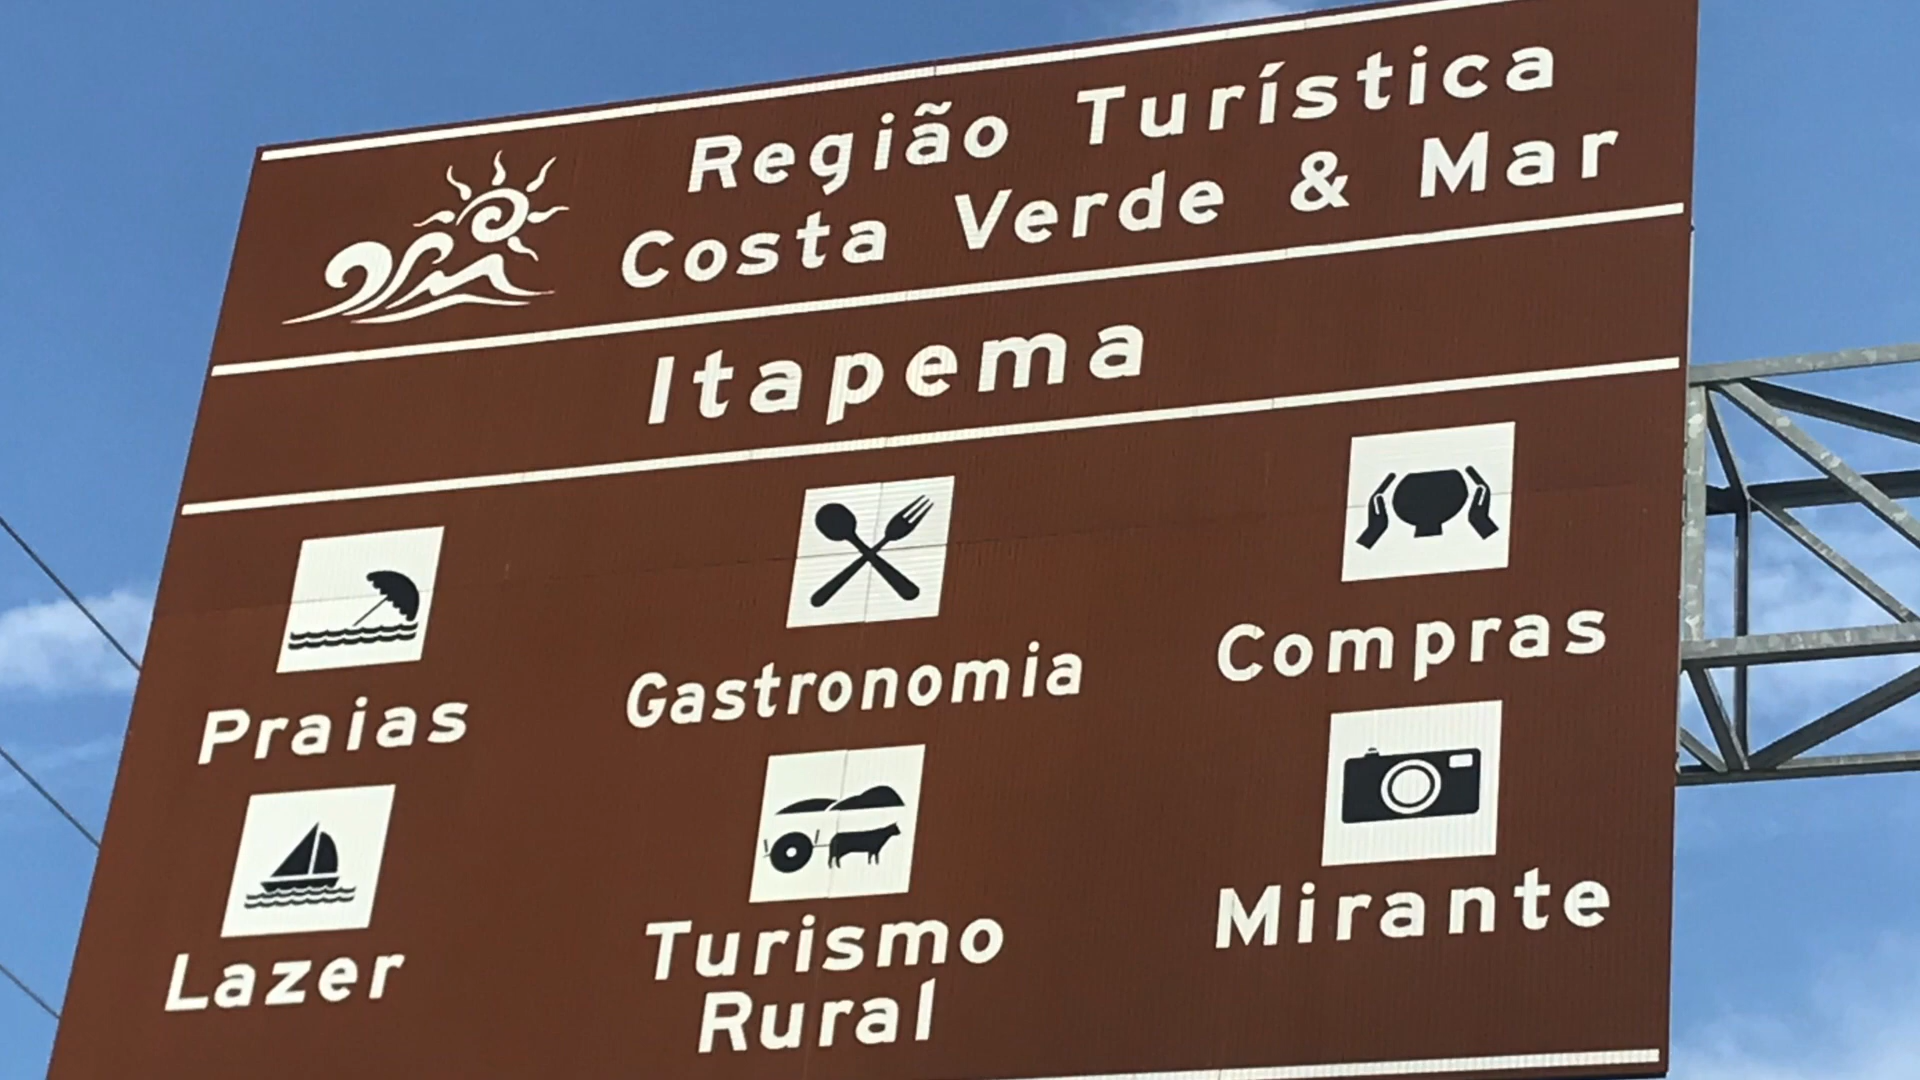 Região Turística
Costa Verde & Mar
Itapema
Praias
Gastronomia
Compras
Lazer
Turismo
Rural
Mirante